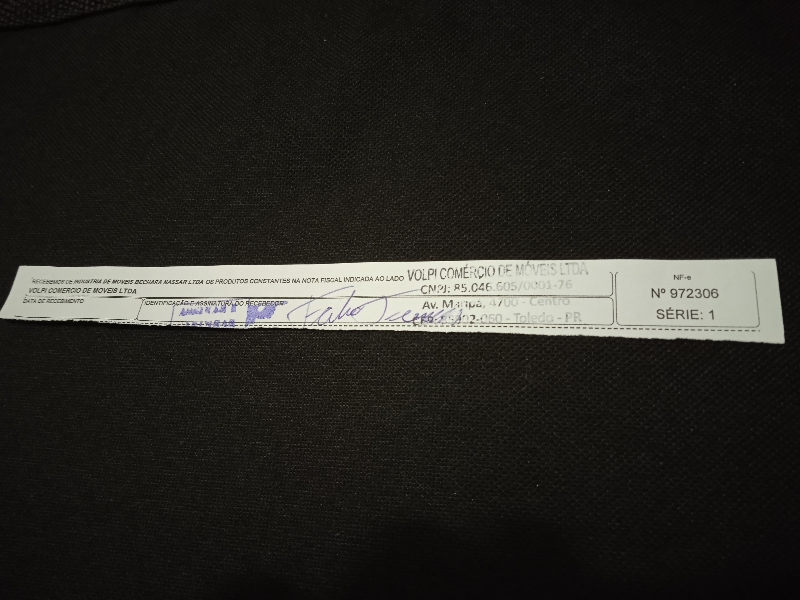 RECEBEMOS DE INDUSTRIA DE MOVEIS BECHARA NASSAR LTDA OS PRODUTOS CONSTANTES NA NOTA FISCAL INDICADA AO LADO
VOLPI COMERCIO DE MOVEIS LTDA
DATA DE RECEBIMENTO
IDENTIFICAÇÃO E ASSINATURA DO RECEBEDOR
VOLPI COMÉRCIO DE MÓVEIS LTDA
CNPJ: 85.046.605/0001-76
Av. Maripá, 4700 - Centro
- Toledo - PR
NF-e
Nº 972306
SÉRIE: 1